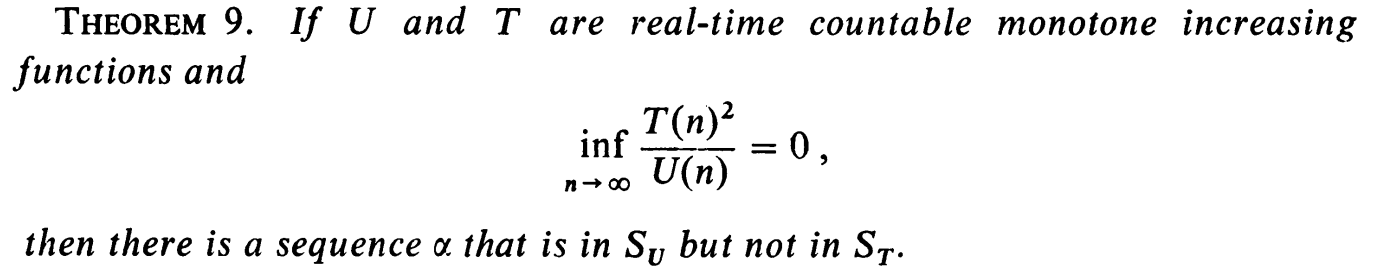 THEOREM 9. If U and T are real-time countable monotone increasing
functions and
inf T(n)² / U(n) = 0 ,
n→∞
then there is a sequence α that is in S_U but not in S_T.